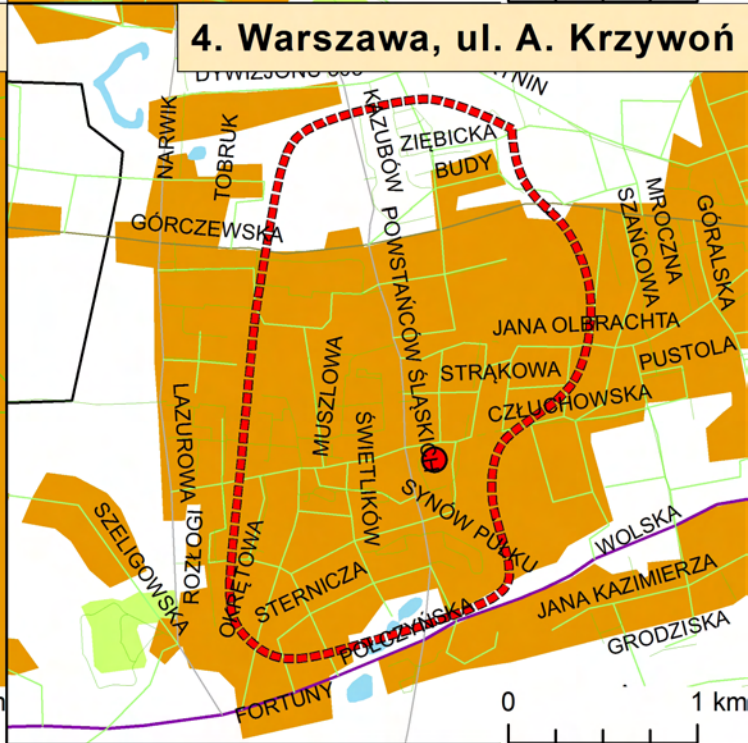 4. Warszawa, ul. A. Krzywoń
NARWIK
TOBRUK
KAZUBÓW
ZIĘBICKA
BUDY
GÓRCZEWSKA
POWSTAŃCÓW ŚLĄSKICH
SZAŃCOWA
MROCZNA
GÓRALSKA
JANA OLBRACHTA
PUSTOLA
STRĄKOWA
CZŁUCHOWSKA
MUSZLOWA
ŚWIETLIKÓW
LAZUROWA
ROZŁOGI
SZELIGOWSKA
OKRĘTOWA
STERNICZA
SYNÓW PUŁKU
WOLSKA
JANA KAZIMIERZA
GRODZISKA
POŁCZYŃSKA
FORTUNY
0 1 km